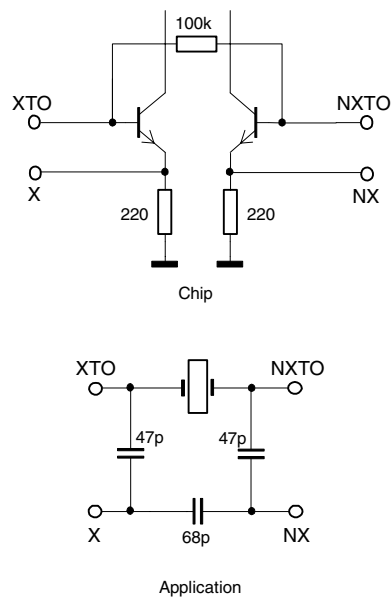 100k
XTO
NXTO
X
NX
220
220
Chip
XTO
NXTO
47p
47p
X
NX
68p
Application